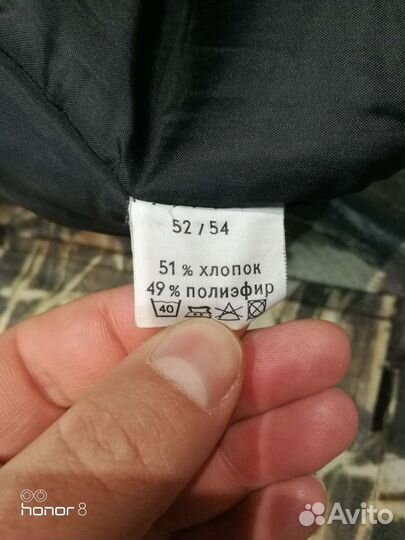 52 / 54
51 % хлопок
49 % полиэфир
40
honor 8
Avito